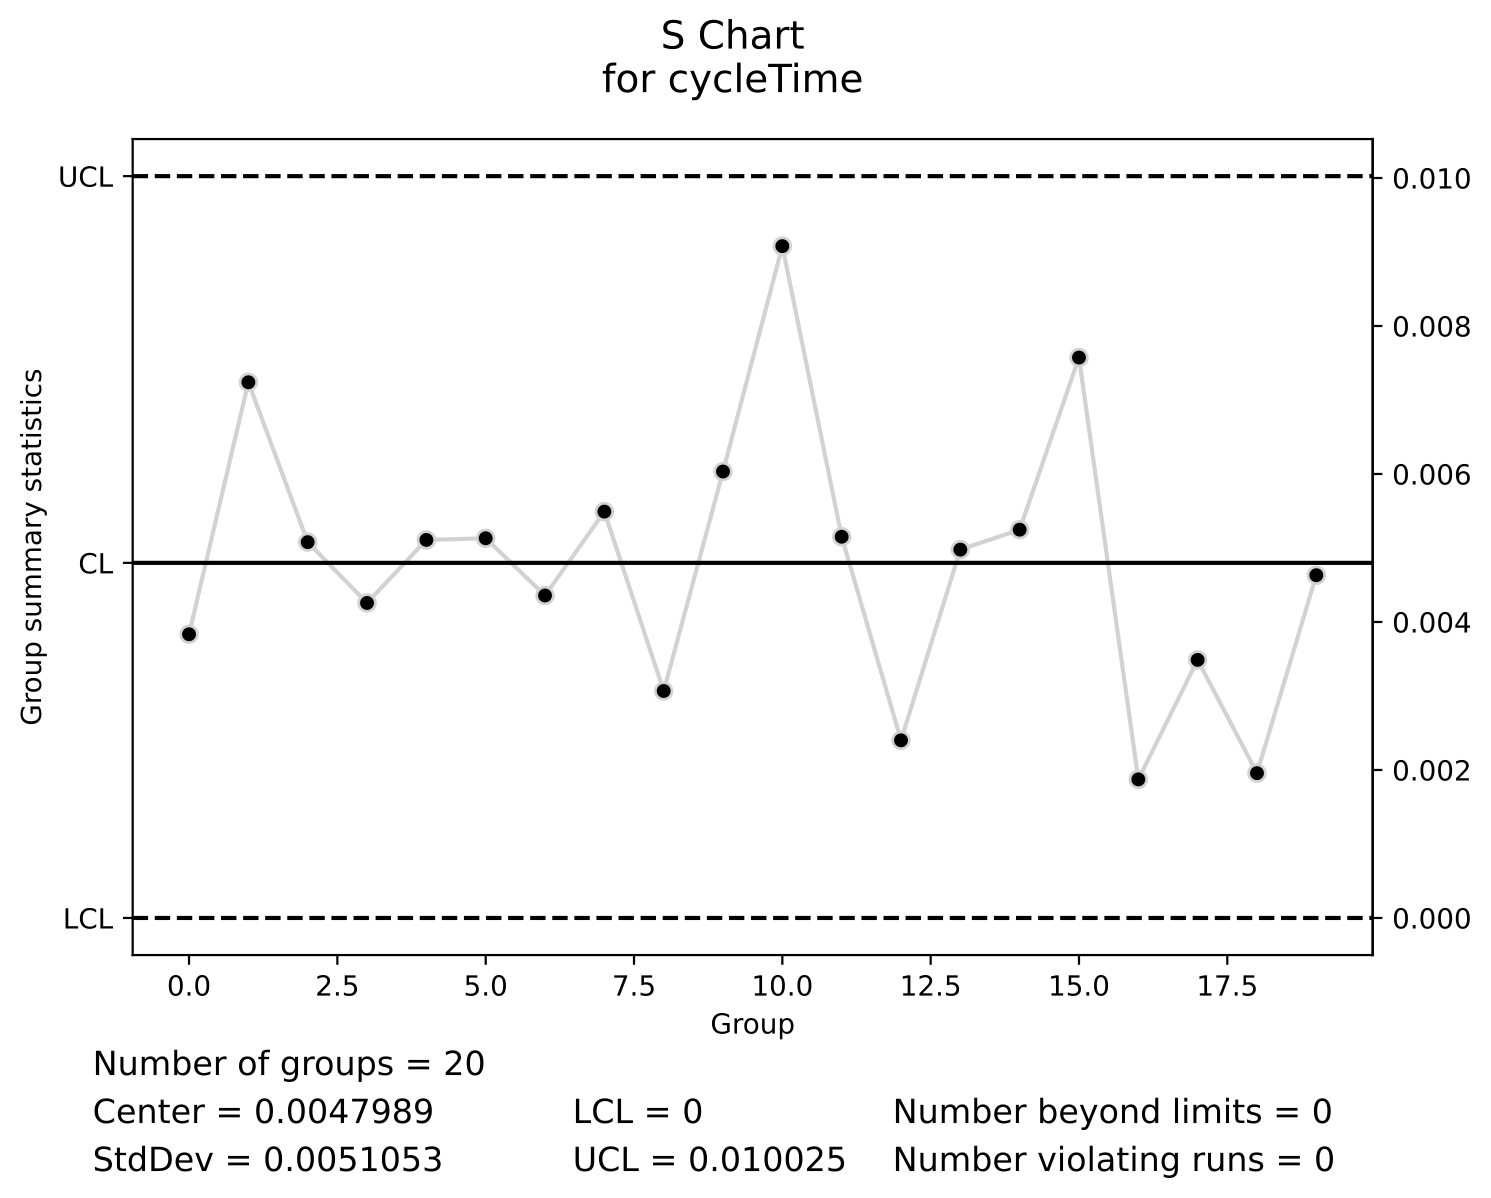 S Chart
for cycleTime
UCL
CL
LCL
Group summary statistics
0.010
0.008
0.006
0.004
0.002
0.000
0.0 2.5 5.0 7.5 10.0 12.5 15.0 17.5
Group
Number of groups = 20
Center = 0.0047989 LCL = 0 Number beyond limits = 0
StdDev = 0.0051053 UCL = 0.010025 Number violating runs = 0